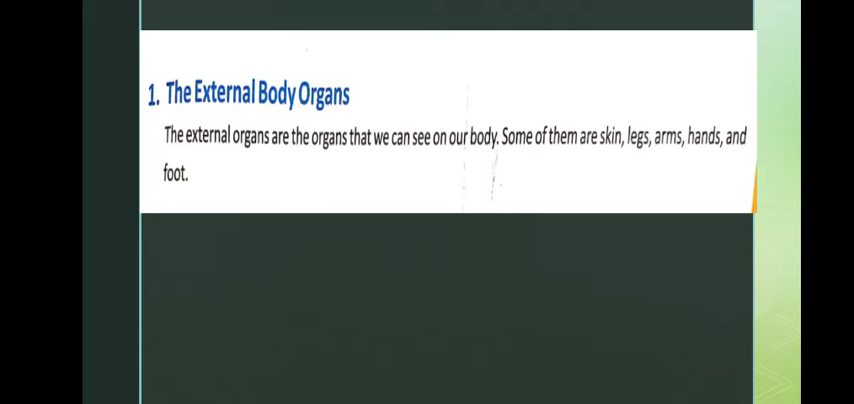 1. The External Body Organs
The external organs are the organs that we can see on our body. Some of them are skin, legs, arms, hands, and
foot.